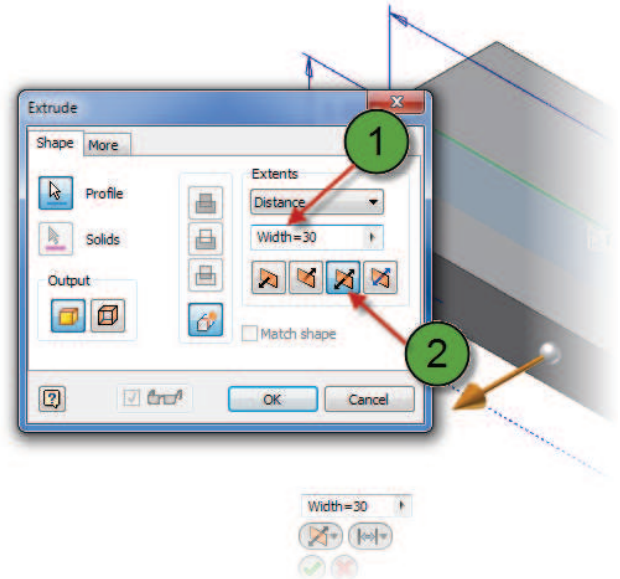 Extrude
Shape More
1
Extents
Profile
Distance
Solids
Width=30
Output
Match shape
2
?
OK Cancel
Width=30